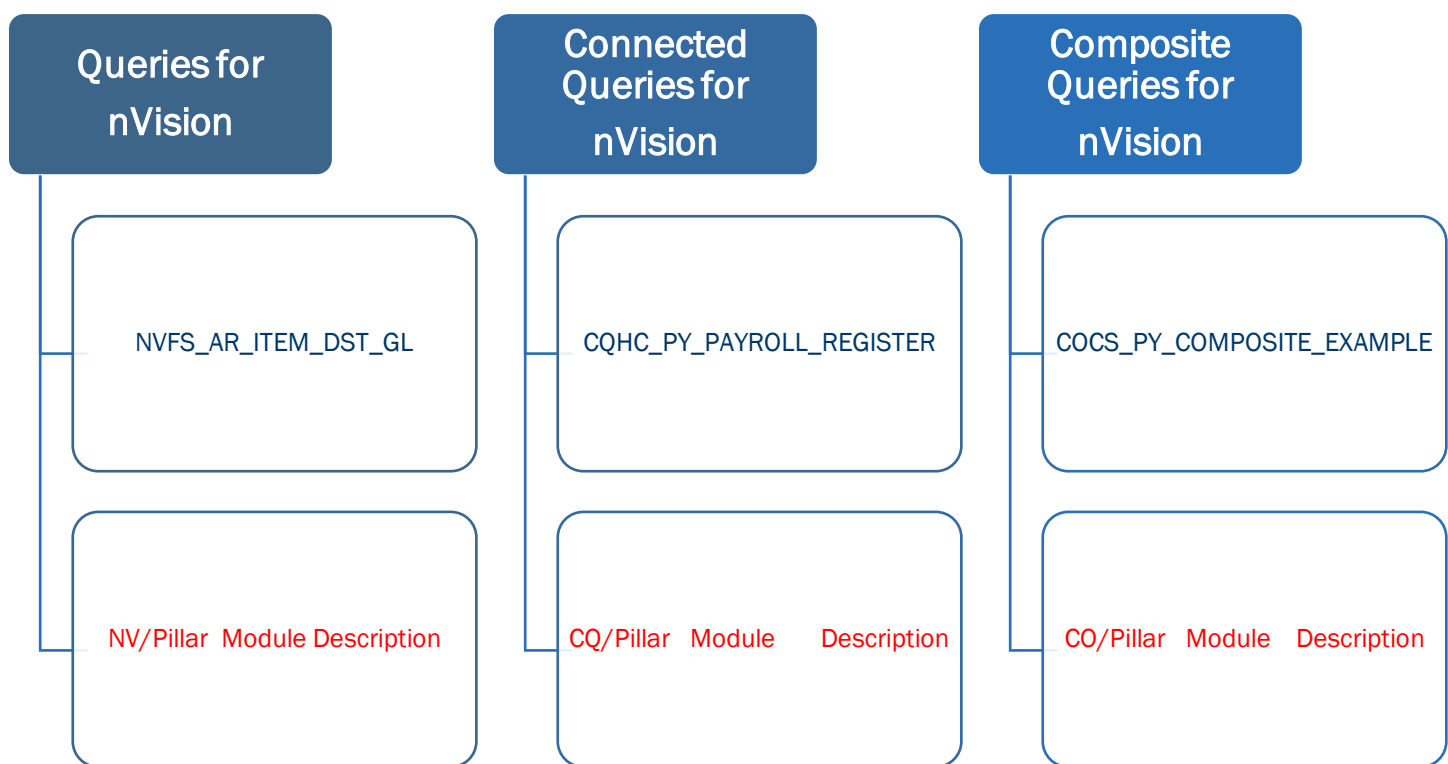 Queries for
nVision
NVFS_AR_ITEM_DST_GL
NV/Pillar Module Description
Connected
Queries for
nVision
CQHC_PY_PAYROLL_REGISTER
CQ/Pillar Module Description
Composite
Queries for
nVision
COCS_PY_COMPOSITE_EXAMPLE
CO/Pillar Module Description